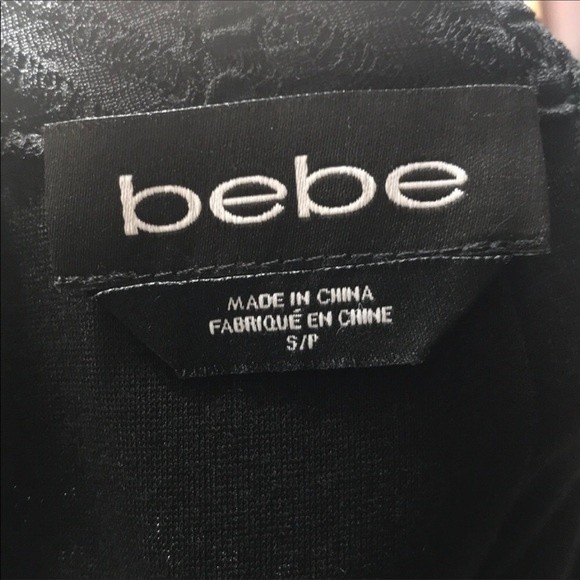 bebe
MADE IN CHINA
FABRIQUÉ EN CHINE
S/P